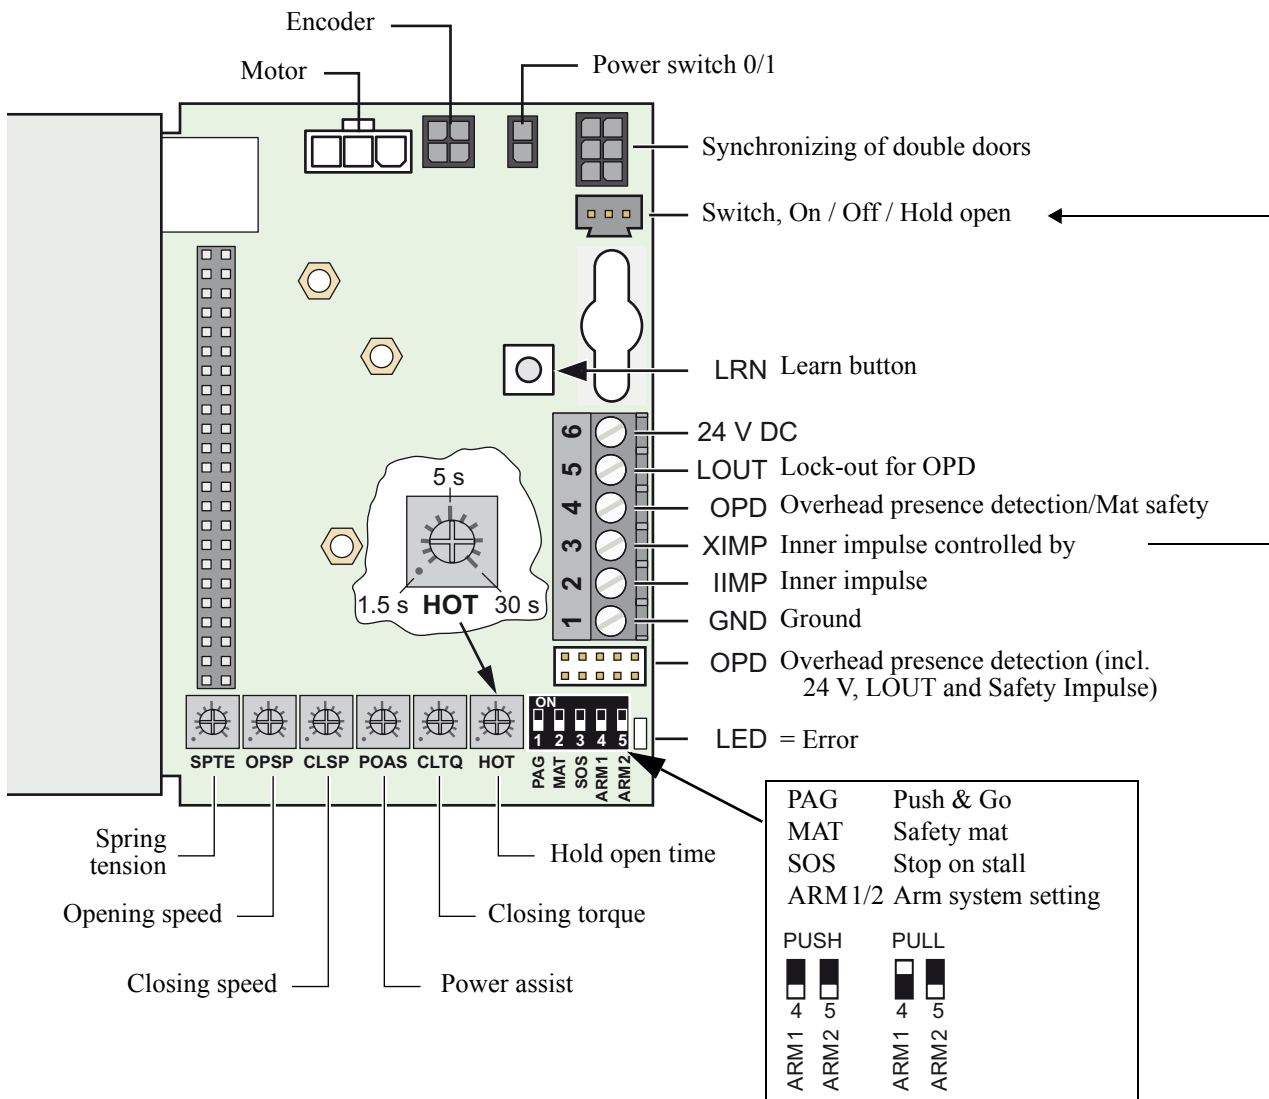 Encoder
Motor
Power switch 0/1
Synchronizing of double doors
Switch, On / Off / Hold open
LRN Learn button
6 24 V DC
5 LOUT Lock-out for OPD
4 OPD Overhead presence detection/Mat safety
3 XIMP Inner impulse controlled by
2 IIMP Inner impulse
1 GND Ground
5 s
1.5 s HOT 30 s
OPD Overhead presence detection (incl.
24 V, LOUT and Safety Impulse)
ON
1 2 3 4 5
LED = Error
SPTE OPSP CLSP POAS CLTQ HOT
PAG
MAT
SOS
ARM1
ARM2
Spring
tension
Hold open time
Opening speed
Closing torque
Closing speed
Power assist
PAG Push & Go
MAT Safety mat
SOS Stop on stall
ARM1/2 Arm system setting
PUSH PULL
4 5 4 5
ARM1 ARM2 ARM1 ARM2